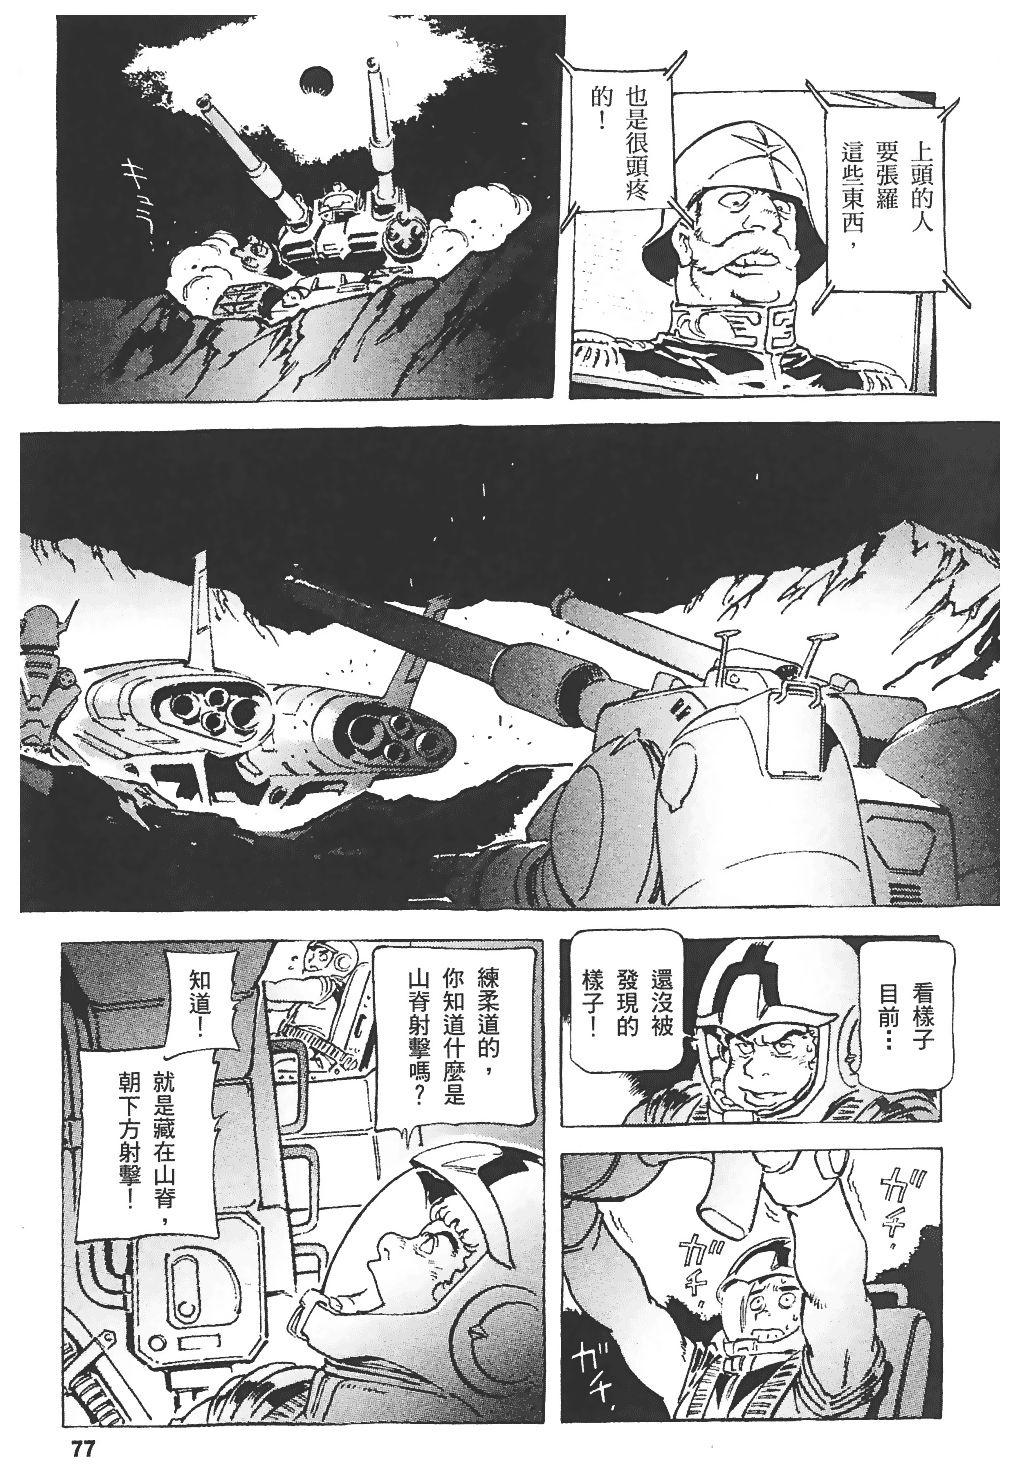 上頭的人
要張羅
這些東西，
也是很頭疼
的！
キュラ
看樣子
目前…
還沒被
發現的
樣子！
ガチ.
ガチ.
ガチ.
練柔道的，
你知道什麼是
山脊射擊嗎？
知道！
就是藏在山脊，
朝下方射擊！
77